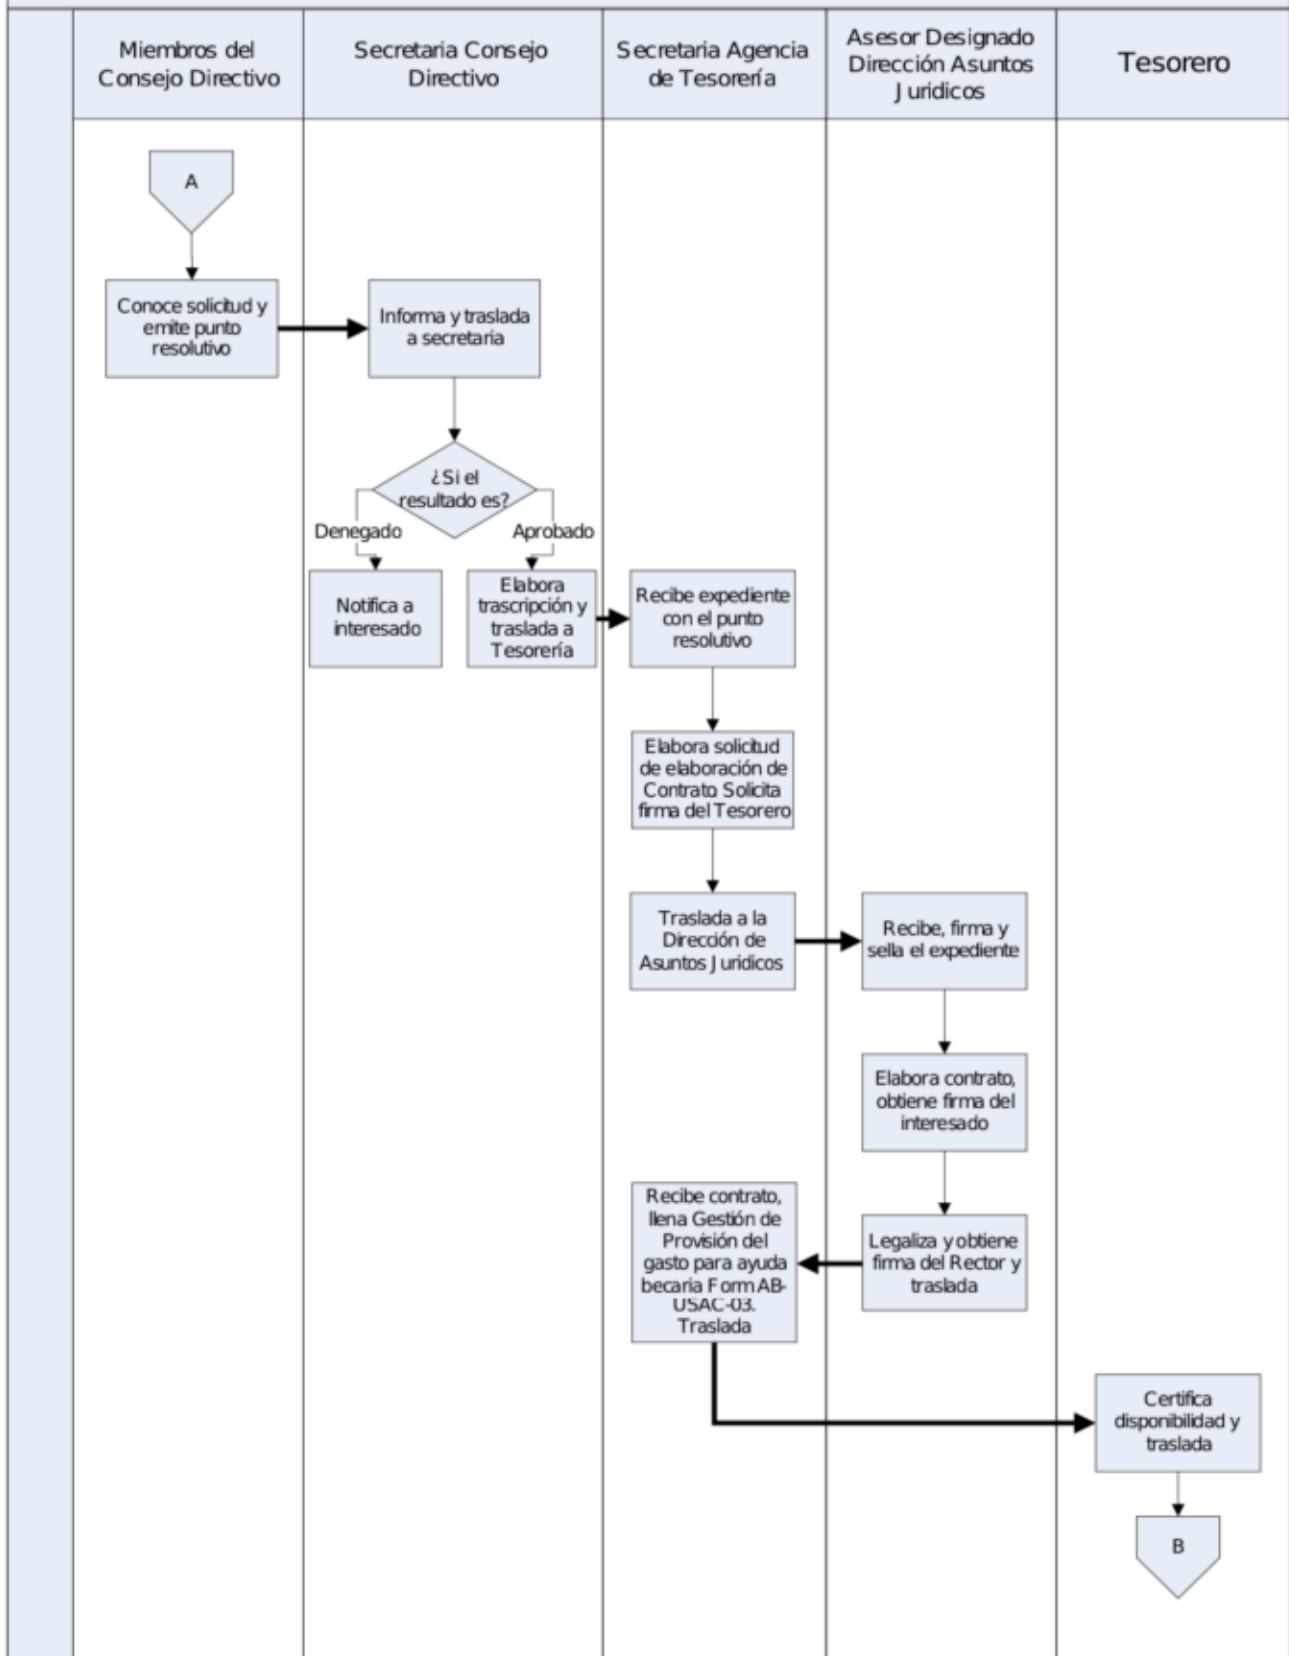 Miembros del
Consejo Directivo
Secretaria Consejo
Directivo
Secretaria Agencia
de Tesorería
Asesor Designado
Dirección Asuntos
Juridicos
Tesorero
A
Conoce solicitud y
emite punto
resolutivo
Informa y traslada
a secretaria
¿Si el
resultado es?
Denegado
Aprobado
Notifica a
interesado
Elabora
trascripción y
traslada a
Tesorería
Recibe expediente
con el punto
resolutivo
Elabora solicitud
de elaboración de
Contrato. Solicita
firma del Tesorero
Traslada a la
Dirección de
Asuntos Juridicos
Recibe, firma y
sella el expediente
Elabora contrato,
obtiene firma del
interesado
Legaliza y obtiene
firma del Rector y
traslada
Recibe contrato,
llena Gestión de
Provisión del
gasto para ayuda
becaria Form AB-
USAC-03.
Traslada
Certifica
disponibilidad y
traslada
B